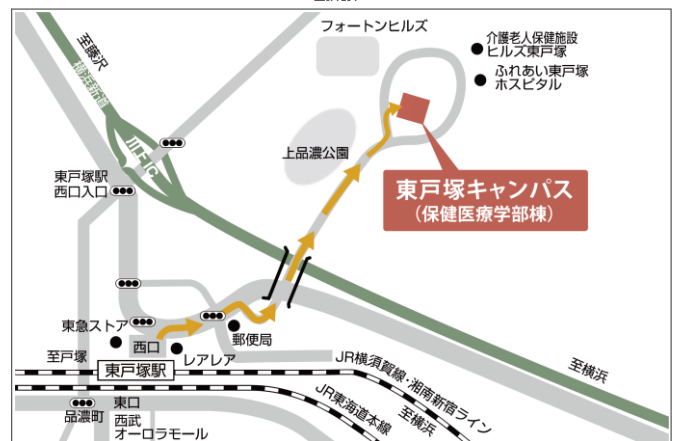 フォートンヒルズ
介護老人保健施設
ヒルズ東戸塚
ふれあい東戸塚
ホスピタル
至藤沢
横浜新道
川上IC
上品濃公園
東戸塚駅
西口入口
東戸塚キャンパス
（保健医療学部棟）
東急ストア
西口
郵便局
レアレア
至戸塚
東戸塚駅
JR横須賀線・湘南新宿ライン
至横浜
JR東海道本線
至横浜
東口
品濃町
西武
オーロラモール